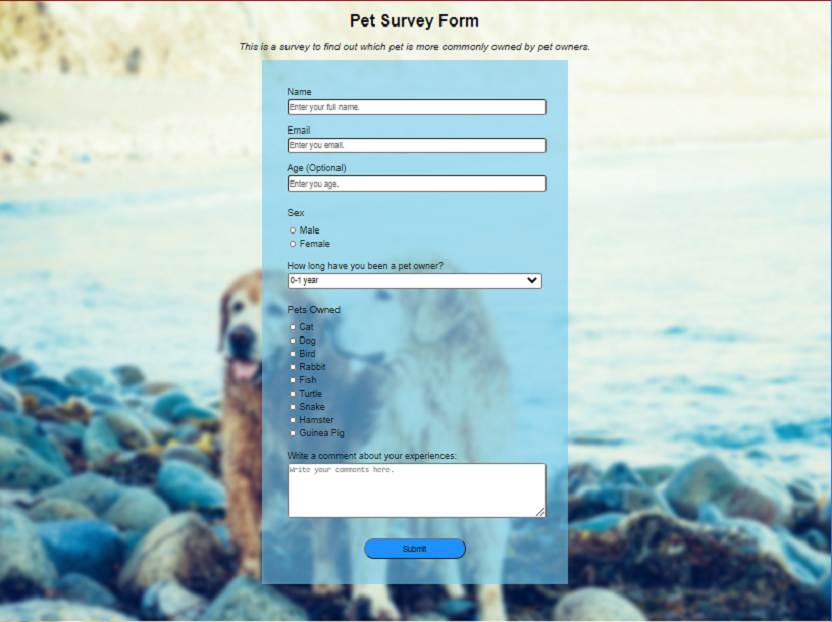 Pet Survey Form
This is a survey to find out which pet is more commonly owned by pet owners.
Name
Enter your full name.
Email
Enter you email.
Age (Optional)
Enter you age.
Sex
Male
Female
How long have you been a pet owner?
0-1 year
Pets Owned
Cat
Dog
Bird
Rabbit
Fish
Turtle
Snake
Hamster
Guinea Pig
Write a comment about your experiences:
Write your comments here.
Submit